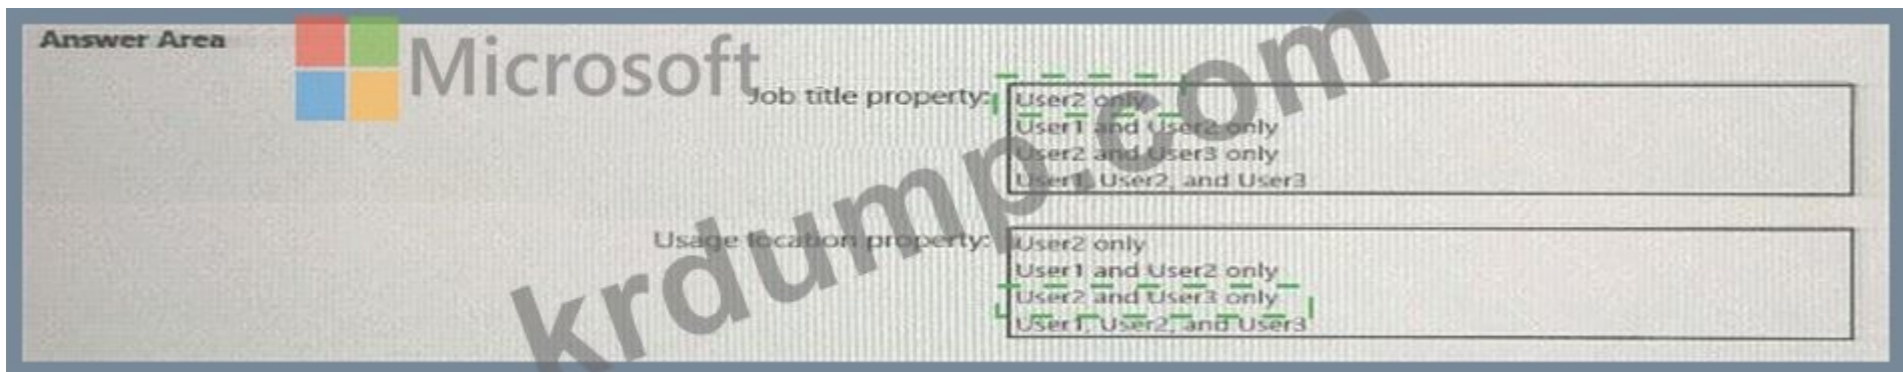 Answer Area
Microsoft
Job title property:
User2 only
User1 and User2 only
User2 and User3 only
User1, User2, and User3
Usage location property:
User2 only
User1 and User2 only
User2 and User3 only
User1, User2, and User3
krdump.com